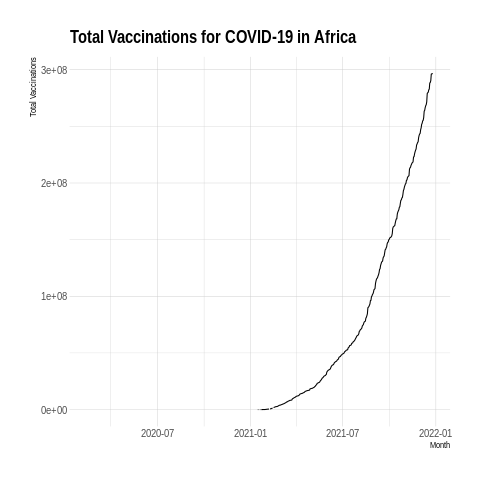 Total Vaccinations for COVID-19 in Africa
Total Vaccinations
3e+08
2e+08
1e+08
0e+00
2020-07 2021-01 2021-07 2022-01
Month